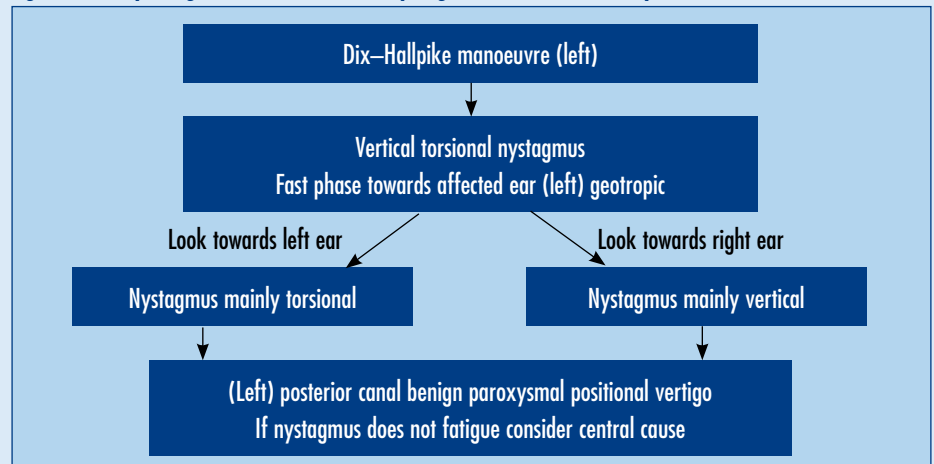 Dix–Hallpike manoeuvre (left)
Vertical torsional nystagmus
Fast phase towards affected ear (left) geotropic
Look towards left ear
Look towards right ear
Nystagmus mainly torsional
Nystagmus mainly vertical
(Left) posterior canal benign paroxysmal positional vertigo
If nystagmus does not fatigue consider central cause